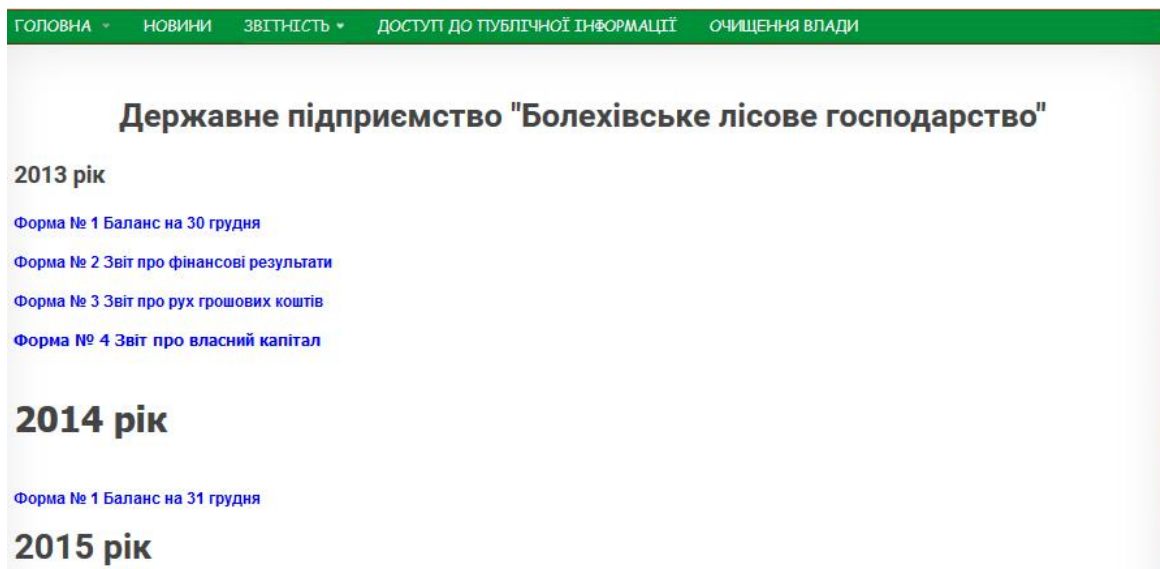 ГОЛОВНА НОВИНИ ЗВІТНІСТЬ ДОСТУП ДО ПУБЛІЧНОЇ ІНФОРМАЦІЇ ОЧИЩЕННЯ ВЛАДИ
Державне підприємство "Болехівське лісове господарство"
2013 рік
Форма № 1 Баланс на 30 грудня
Форма № 2 Звіт про фінансові результати
Форма № 3 Звіт про рух грошових коштів
Форма № 4 Звіт про власний капітал
2014 рік
Форма № 1 Баланс на 31 грудня
2015 рік